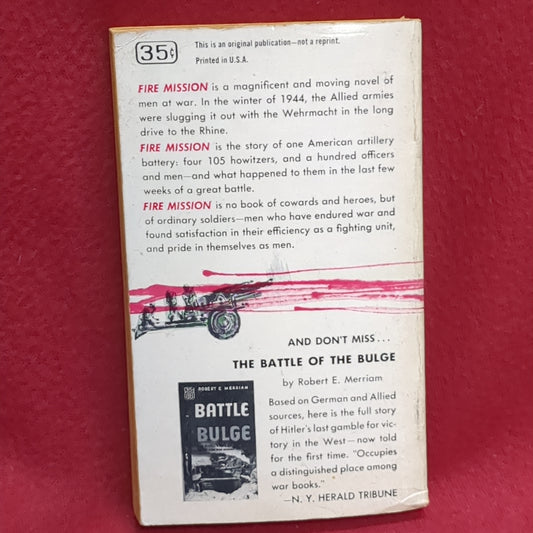 35¢
This is an original publication—not a reprint.
Printed in U.S.A.
FIRE MISSION is a magnificent and moving novel of
men at war. In the winter of 1944, the Allied armies
were slugging it out with the Wehrmacht in the long
drive to the Rhine.
FIRE MISSION is the story of one American artillery
battery: four 105 howitzers, and a hundred officers
and men—and what happened to them in the last few
weeks of a great battle.
FIRE MISSION is no book of cowards and heroes, but
of ordinary soldiers—men who have endured war and
found satisfaction in their efficiency as a fighting unit,
and pride in themselves as men.
AND DON'T MISS...
THE BATTLE OF THE BULGE
by Robert E. Merriam
ROBERT E MERRIAM
BATTLE
BULGE
Based on German and Allied
sources, here is the full story
of Hitler's last gamble for vic-
tory in the West—now told
for the first time. "Occupies
a distinguished place among
war books."
—N. Y. HERALD TRIBUNE